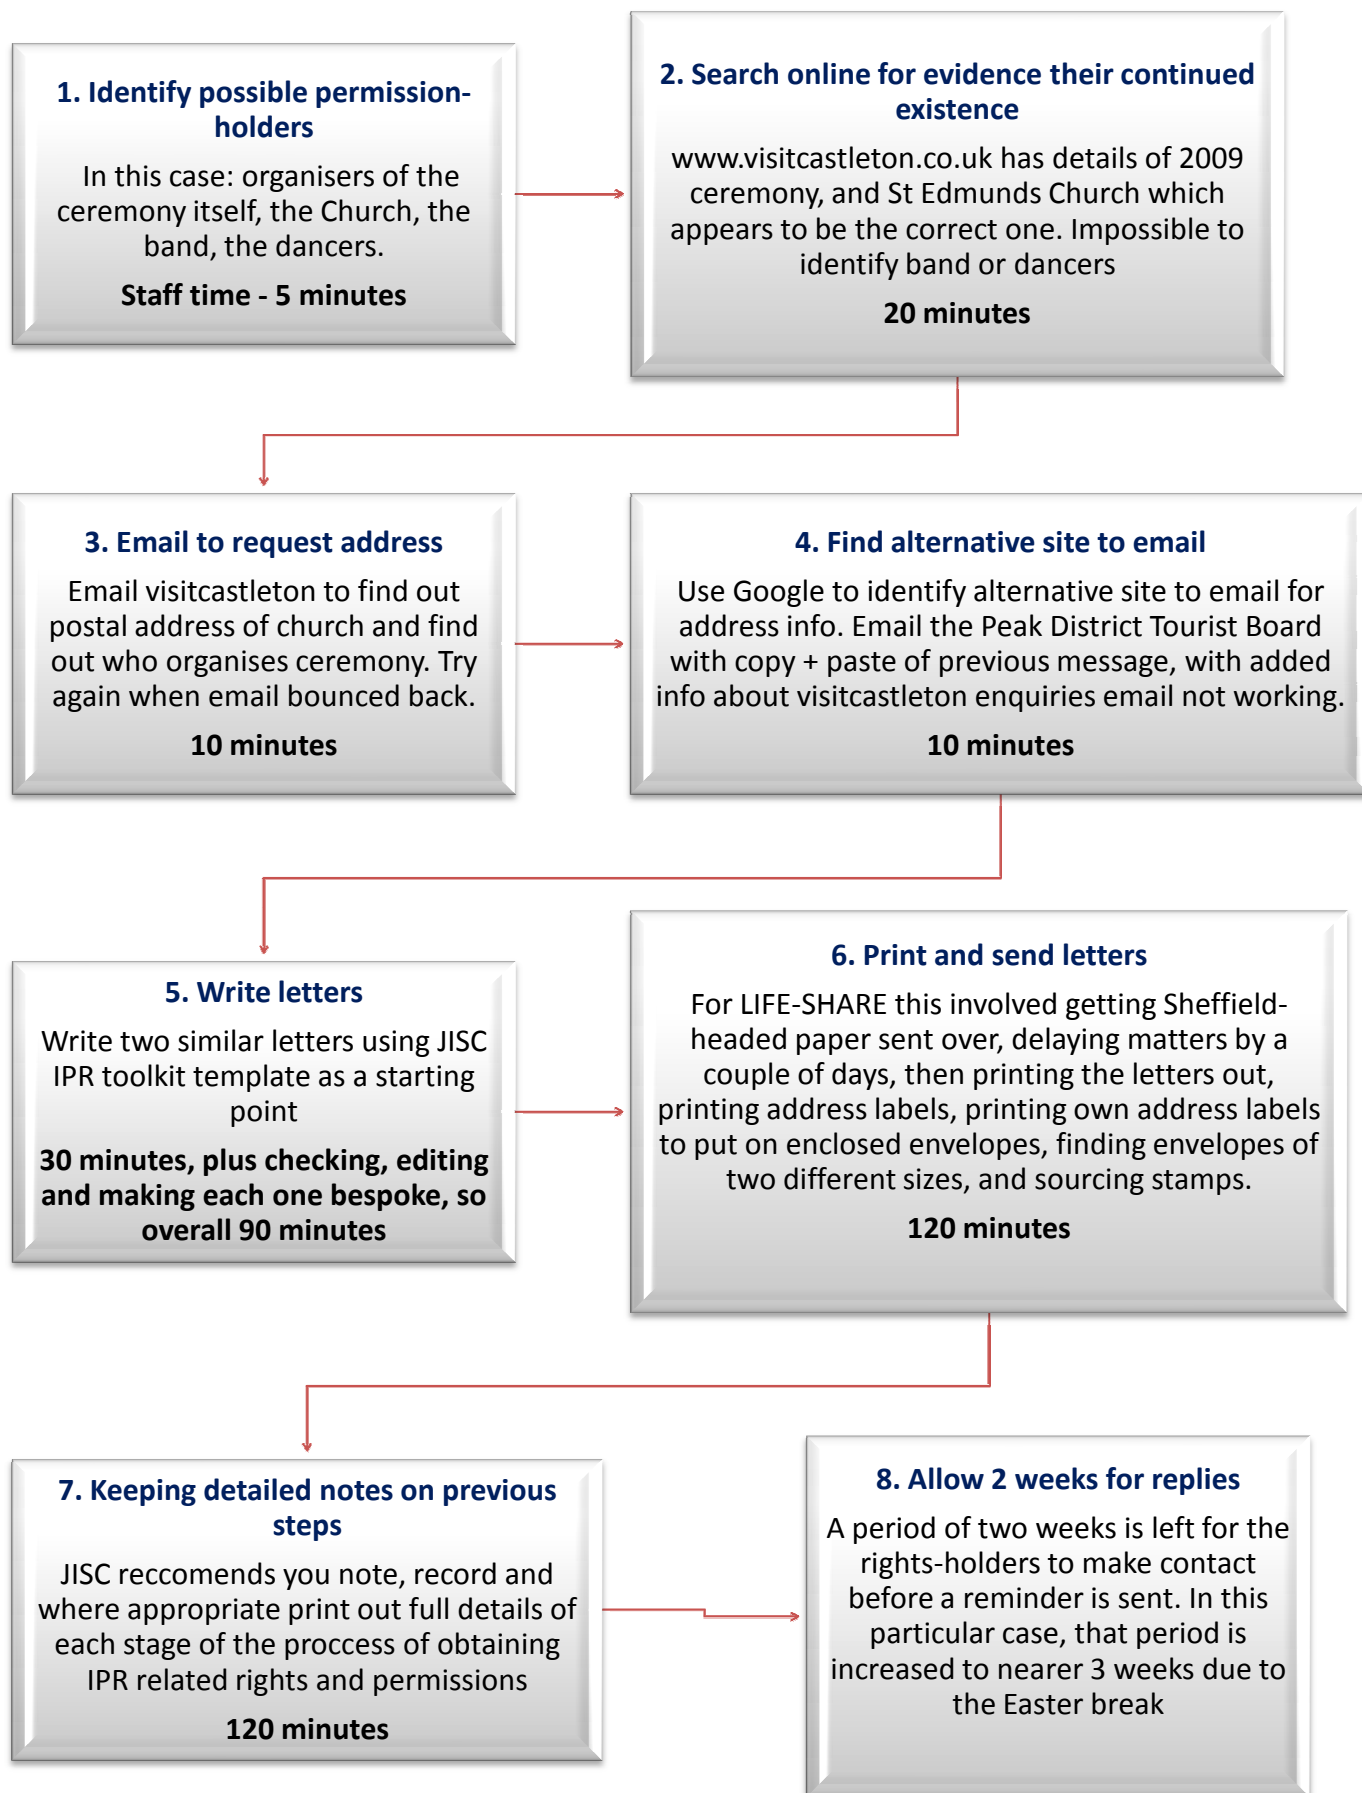 1. Identify possible permission-
holders
In this case: organisers of the
ceremony itself, the Church, the
band, the dancers.
Staff time - 5 minutes
2. Search online for evidence their continued
existence
www.visitcastleton.co.uk has details of 2009
ceremony, and St Edmunds Church which
appears to be the correct one. Impossible to
identify band or dancers
20 minutes
3. Email to request address
Email visitcastleton to find out
postal address of church and find
out who organises ceremony. Try
again when email bounced back.
10 minutes
4. Find alternative site to email
Use Google to identify alternative site to email for
address info. Email the Peak District Tourist Board
with copy + paste of previous message, with added
info about visitcastleton enquiries email not working.
10 minutes
5. Write letters
Write two similar letters using JISC
IPR toolkit template as a starting
point
30 minutes, plus checking, editing
and making each one bespoke, so
overall 90 minutes
6. Print and send letters
For LIFE-SHARE this involved getting Sheffield-
headed paper sent over, delaying matters by a
couple of days, then printing the letters out,
printing address labels, printing own address labels
to put on enclosed envelopes, finding envelopes of
two different sizes, and sourcing stamps.
120 minutes
7. Keeping detailed notes on previous
steps
JISC reccomends you note, record and
where appropriate print out full details of
each stage of the proccess of obtaining
IPR related rights and permissions
120 minutes
8. Allow 2 weeks for replies
A period of two weeks is left for the
rights-holders to make contact
before a reminder is sent. In this
particular case, that period is
increased to nearer 3 weeks due to
the Easter break